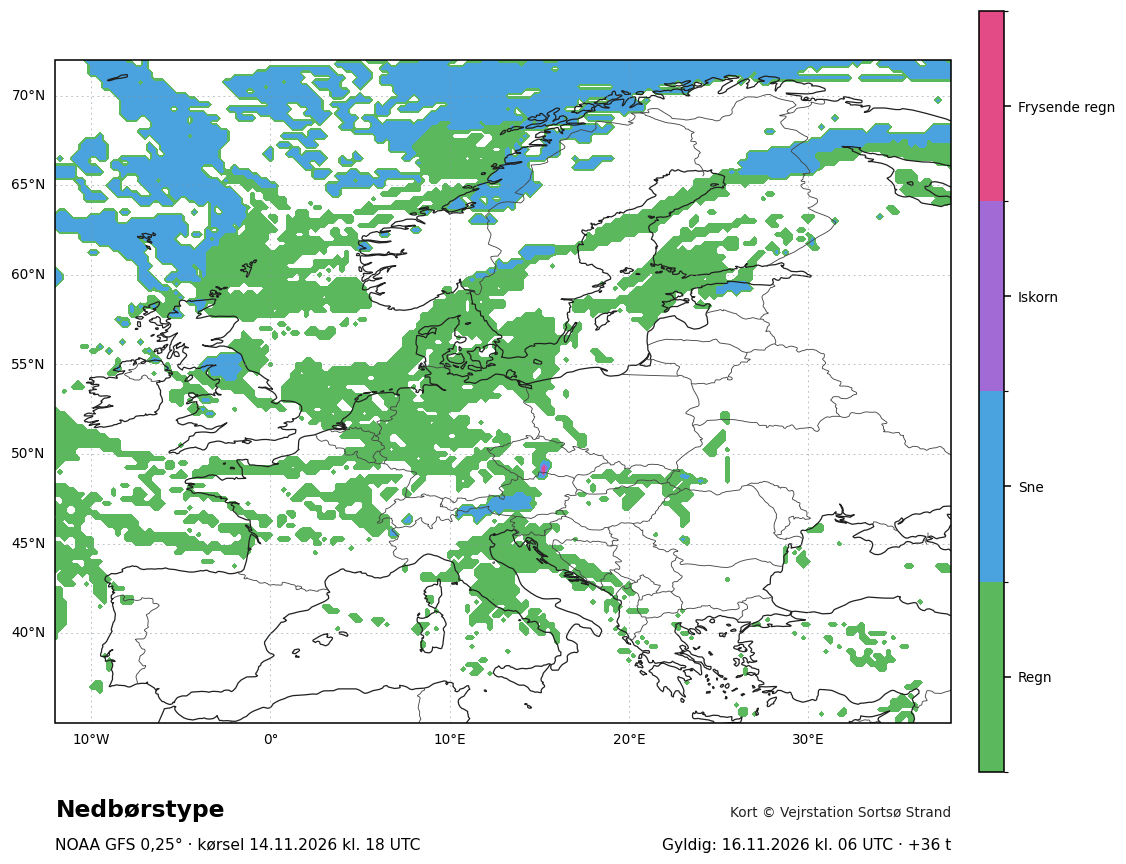 70°N
65°N
60°N
55°N
50°N
45°N
40°N
10°W
0°
10°E
20°E
30°E
Frysende regn
Iskorn
Sne
Regn
Nedbørstype
Kort © Vejrstation Sortsø Strand
NOAA GFS 0,25° · kørsel 14.11.2026 kl. 18 UTC
Gyldig: 16.11.2026 kl. 06 UTC · +36 t